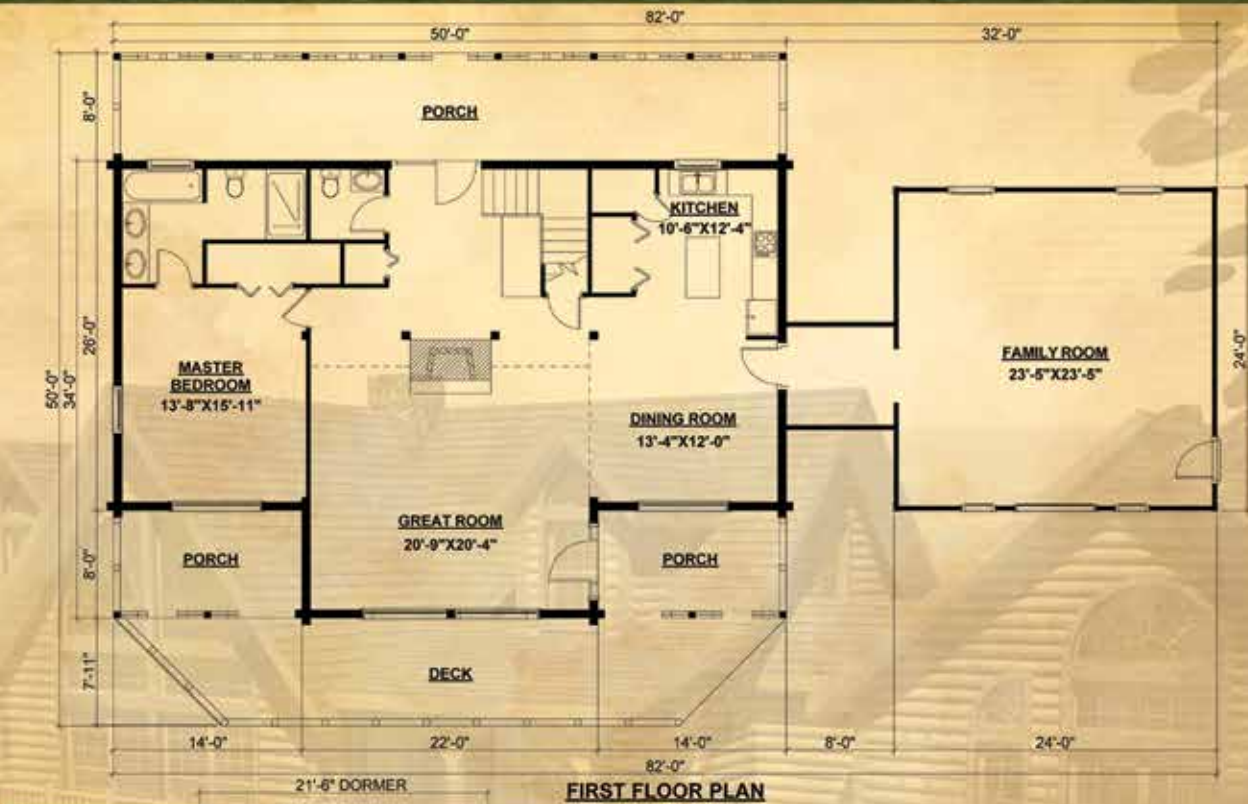 82'-0"
50'-0"
32'-0"
8'-0"
PORCH
KITCHEN
10'-6"X12'-4"
26'-0"
50'-0"
34'-0"
24'-0"
MASTER
BEDROOM
13'-8"X15'-11"
FAMILY ROOM
23'-5"X23'-5"
DINING ROOM
13'-4"X12'-0"
GREAT ROOM
20'-9"X20'-4"
8'-0"
PORCH
PORCH
7'-11"
DECK
14'-0"
22'-0"
14'-0"
8'-0"
24'-0"
82'-0"
21'-6" DORMER
FIRST FLOOR PLAN